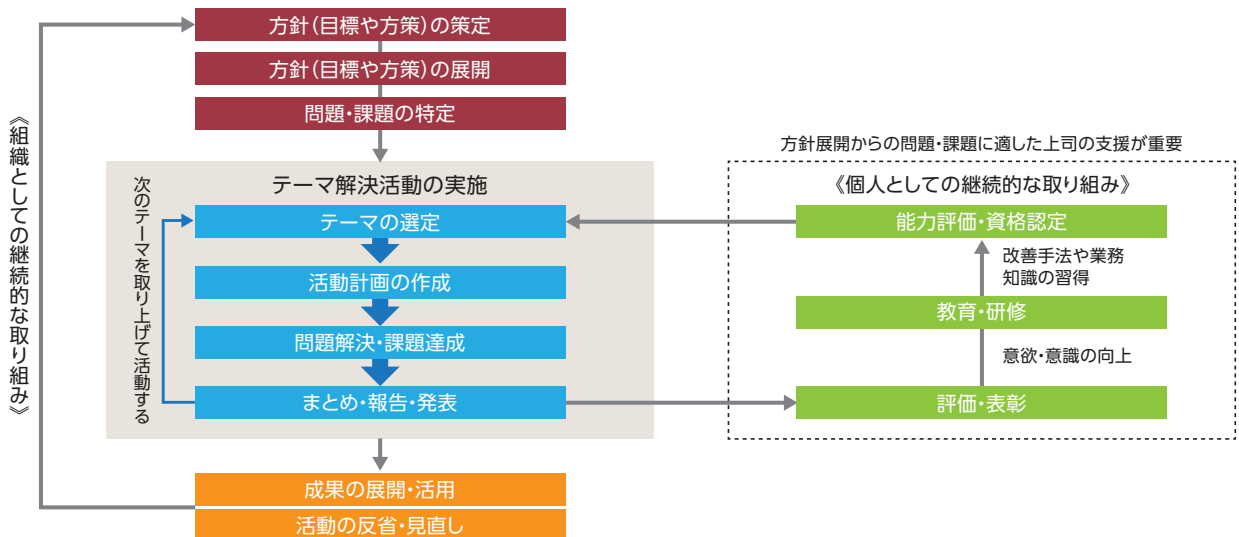 方針(目標や方策)の策定
方針(目標や方策)の展開
問題・課題の特定
《組織としての継続的な取り組み》
テーマ解決活動の実施
次のテーマを取り上げて活動する
テーマの選定
活動計画の作成
問題解決・課題達成
まとめ・報告・発表
成果の展開・活用
活動の反省・見直し
方針展開からの問題・課題に適した上司の支援が重要
《個人としての継続的な取り組み》
能力評価・資格認定
改善手法や業務
知識の習得
教育・研修
意欲・意識の向上
評価・表彰